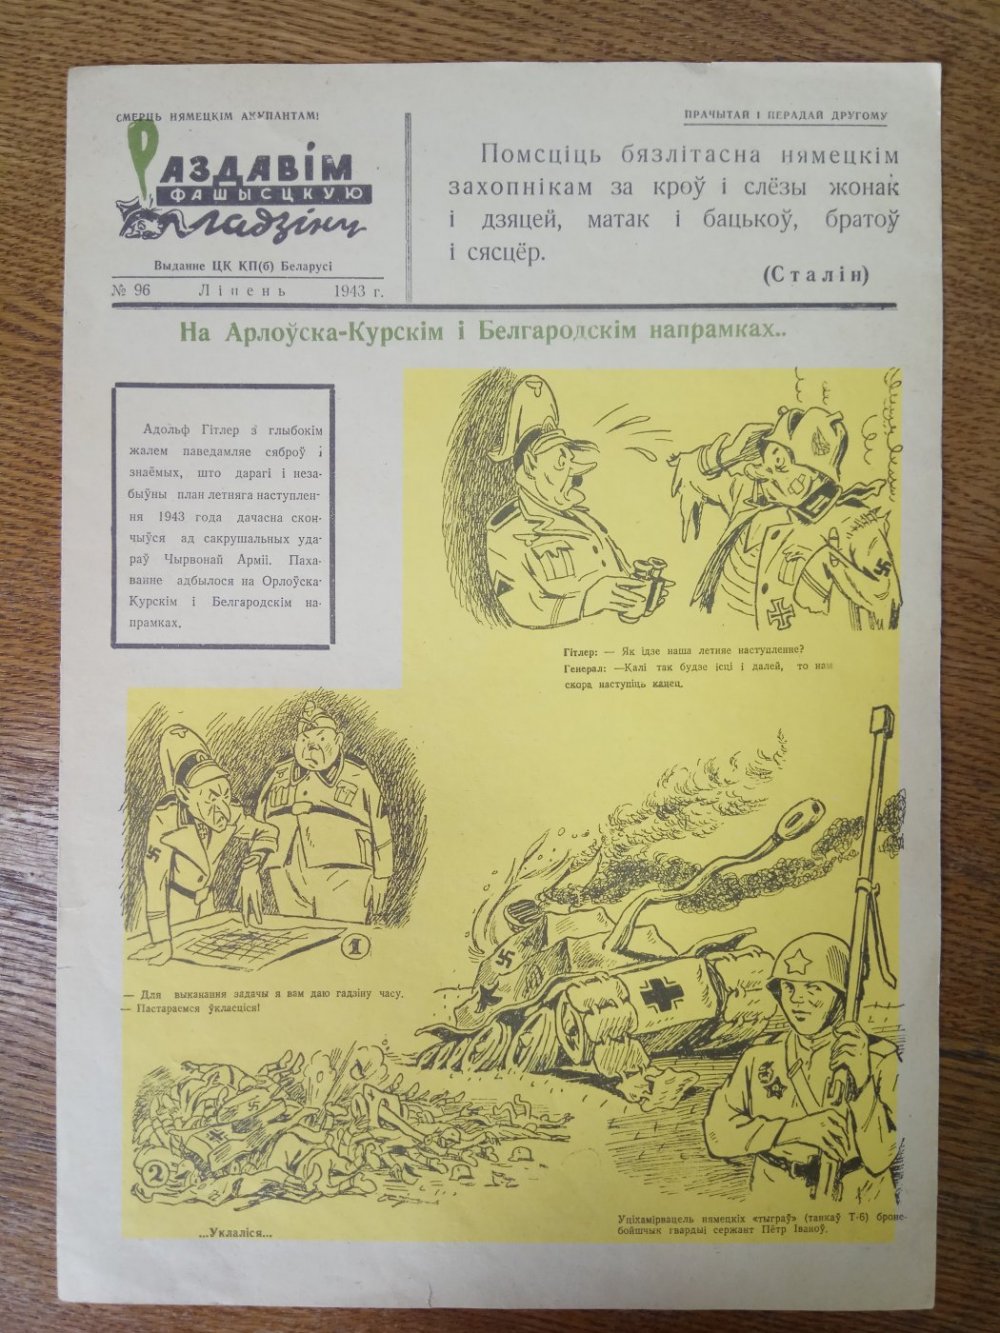 СМЕРЦЬ НЯМЕЦКІМ АКУПАНТАМ!
РАЗДАВІМ
ФАШЫСЦКУЮ
ГАДЗІНУ
Выданне ЦК КП(б) Беларусі
№ 96 Ліпень 1943 г.
ПРАЧЫТАЙ І ПЕРАДАЙ ДРУГОМУ
Помсціць бязлітасна нямецкім
захопнікам за кроў і слёзы жонак
і дзяцей, матак і бацькоў, братоў
і сясцёр.
(Сталін)
На Арлоўска-Курскім і Белгародскім напрамках..
Адольф Гітлер з глыбокім
жалем паведамляе сяброў і
знаёмых, што дарагі і неза-
быўны план летняга наступлен-
ня 1943 года дачасна скон-
чыўся ад сакрушальных уда-
раў Чырвонай Арміі. Паха-
ванне адбылося на Орлоўска-
Курскім і Белгародскім на-
прамках.
Гітлер: — Як ідзе наша летняе наступленне?
Генерал: —Калі так будзе ісці і далей, то нам
скора наступіць канец.
1
— Для выканання задачы я вам даю гадзіну часу.
— Пастараемся ўкласціся!
2
...Уклаліся...
Уціхамірвацель нямецкіх «тыграў» (танкаў Т-6) броне-
бойшчык гвардыі сержант Пётр Іваноў.